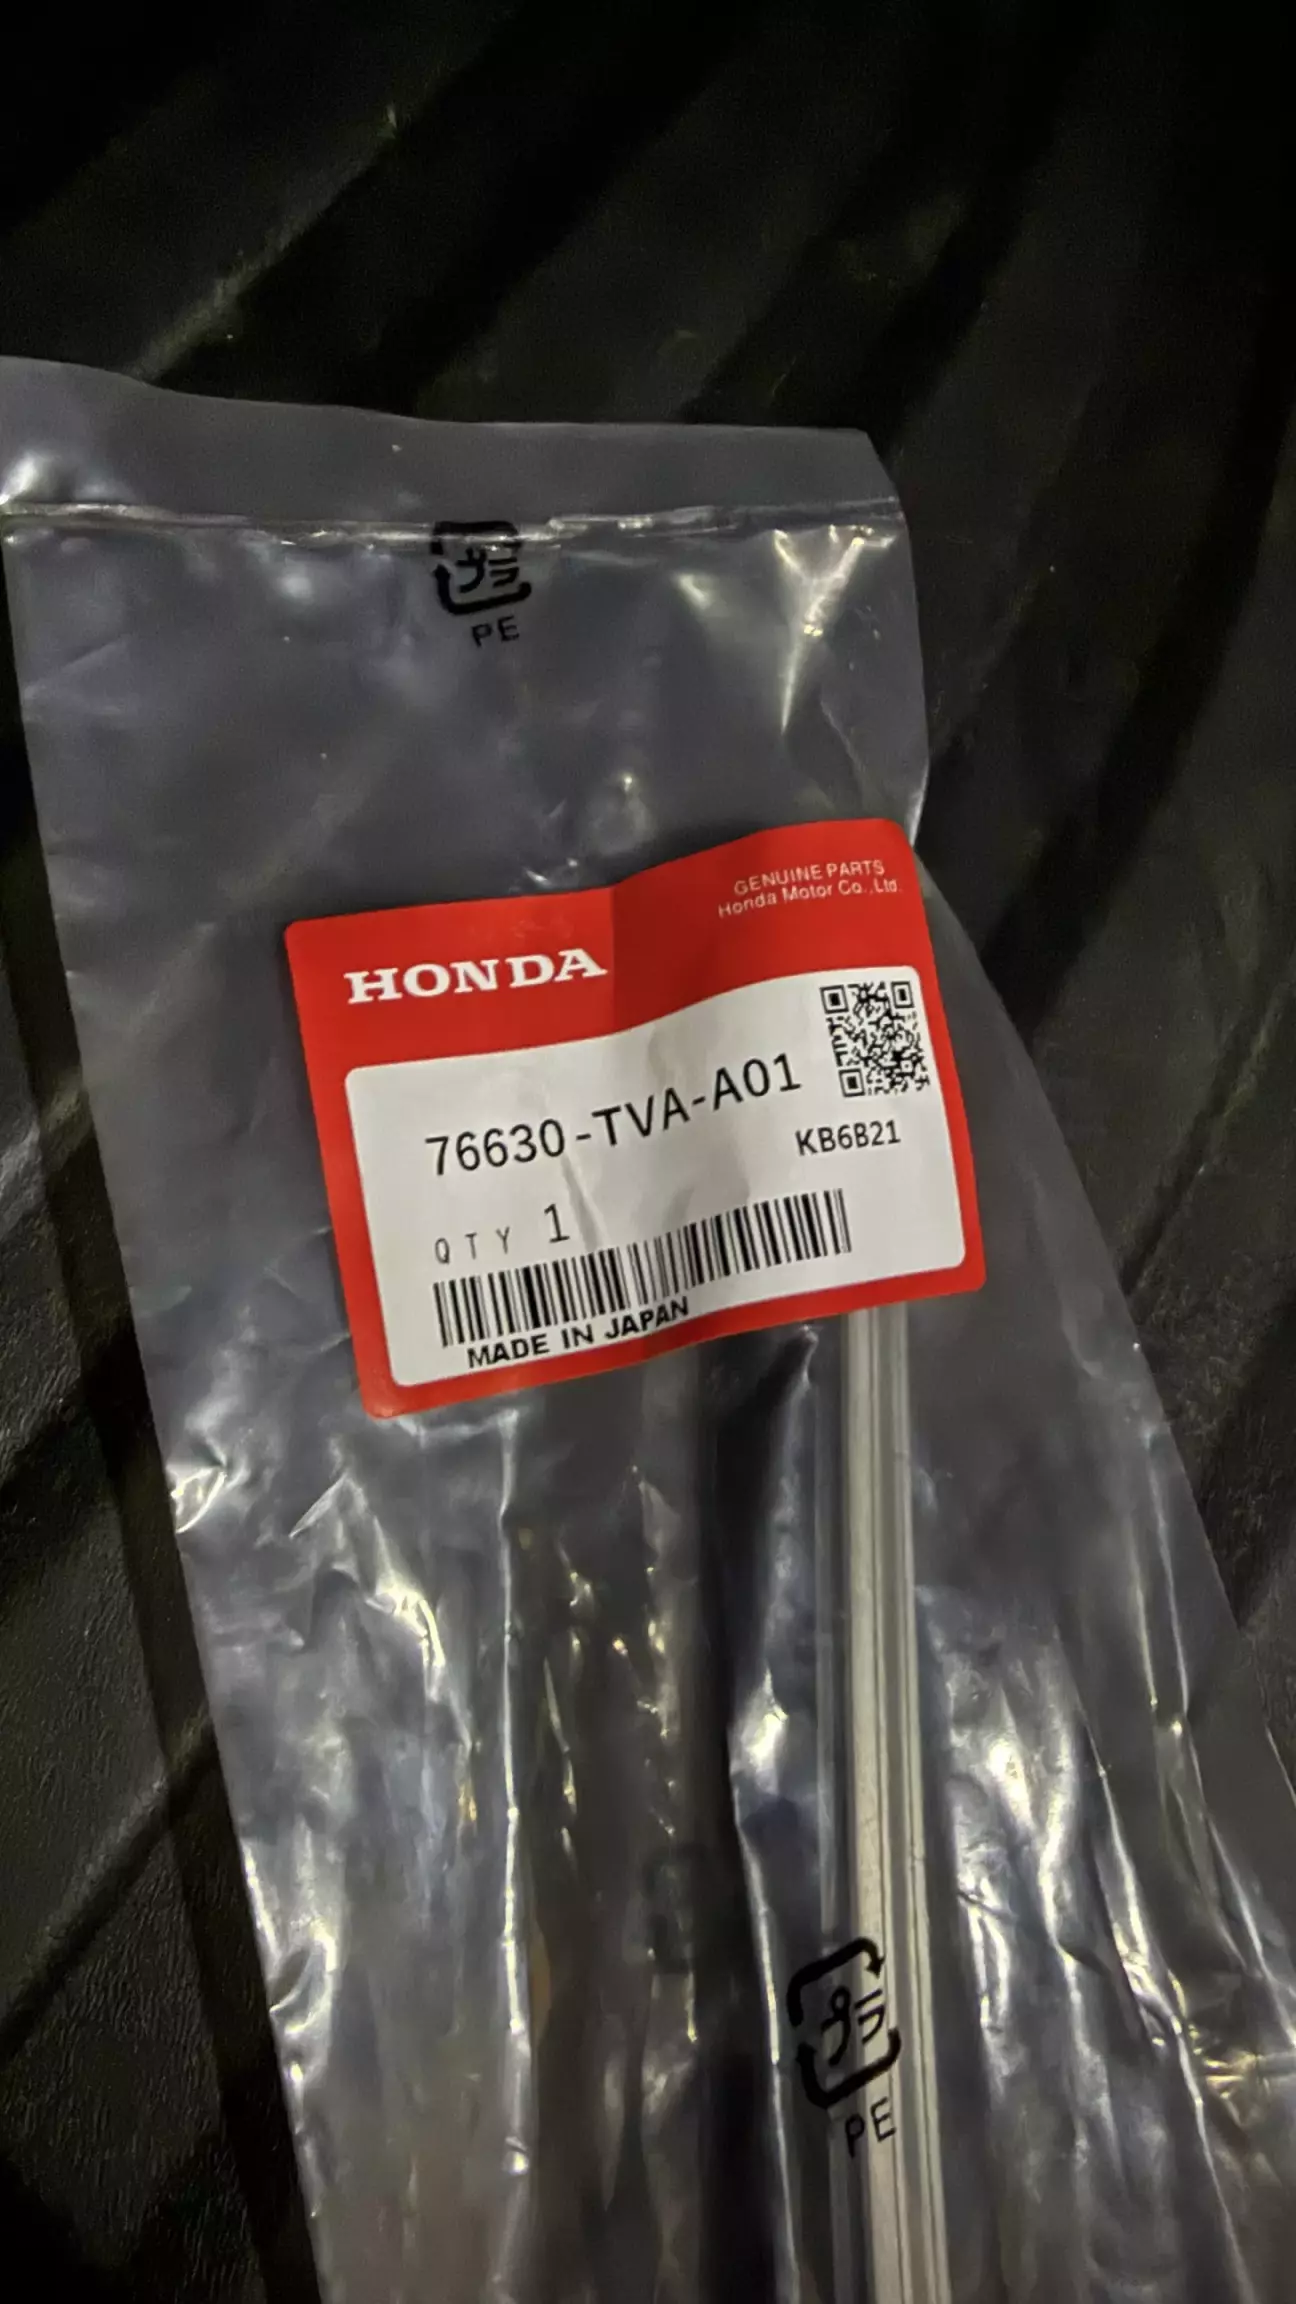 プラ
PE
GENUINE PARTS
Honda Motor Co.,Ltd.
HONDA
76630-TVA-A01
KB6B21
QTY 1
MADE IN JAPAN
プラ
PE